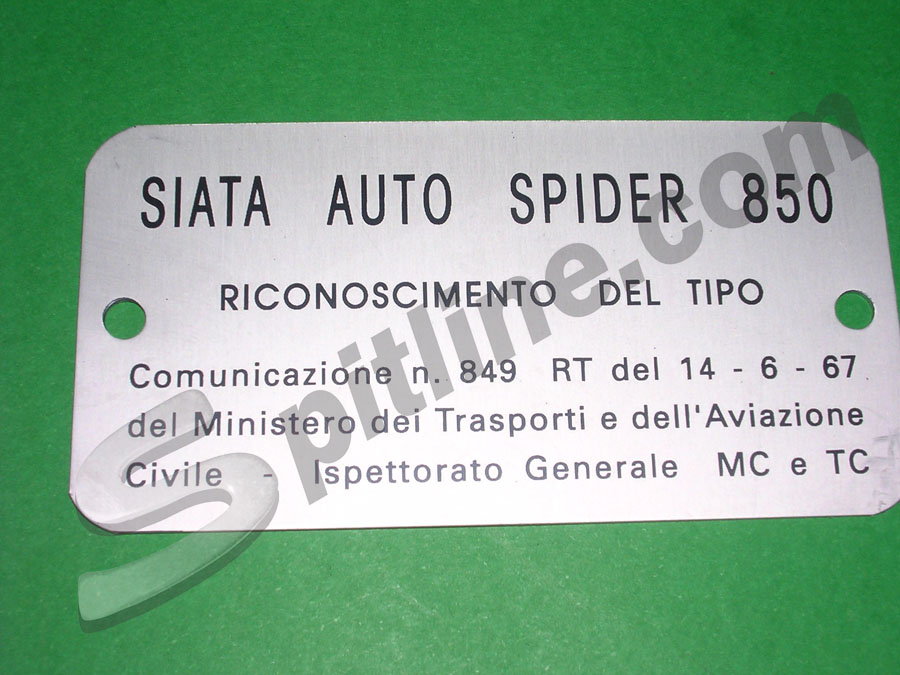 SIATA AUTO SPIDER 850
RICONOSCIMENTO DEL TIPO
Comunicazione n. 849 RT del 14 - 6 - 67
del Ministero dei Trasporti e dell'Aviazione
Civile - Ispettorato Generale MC e TC
Spitline.com